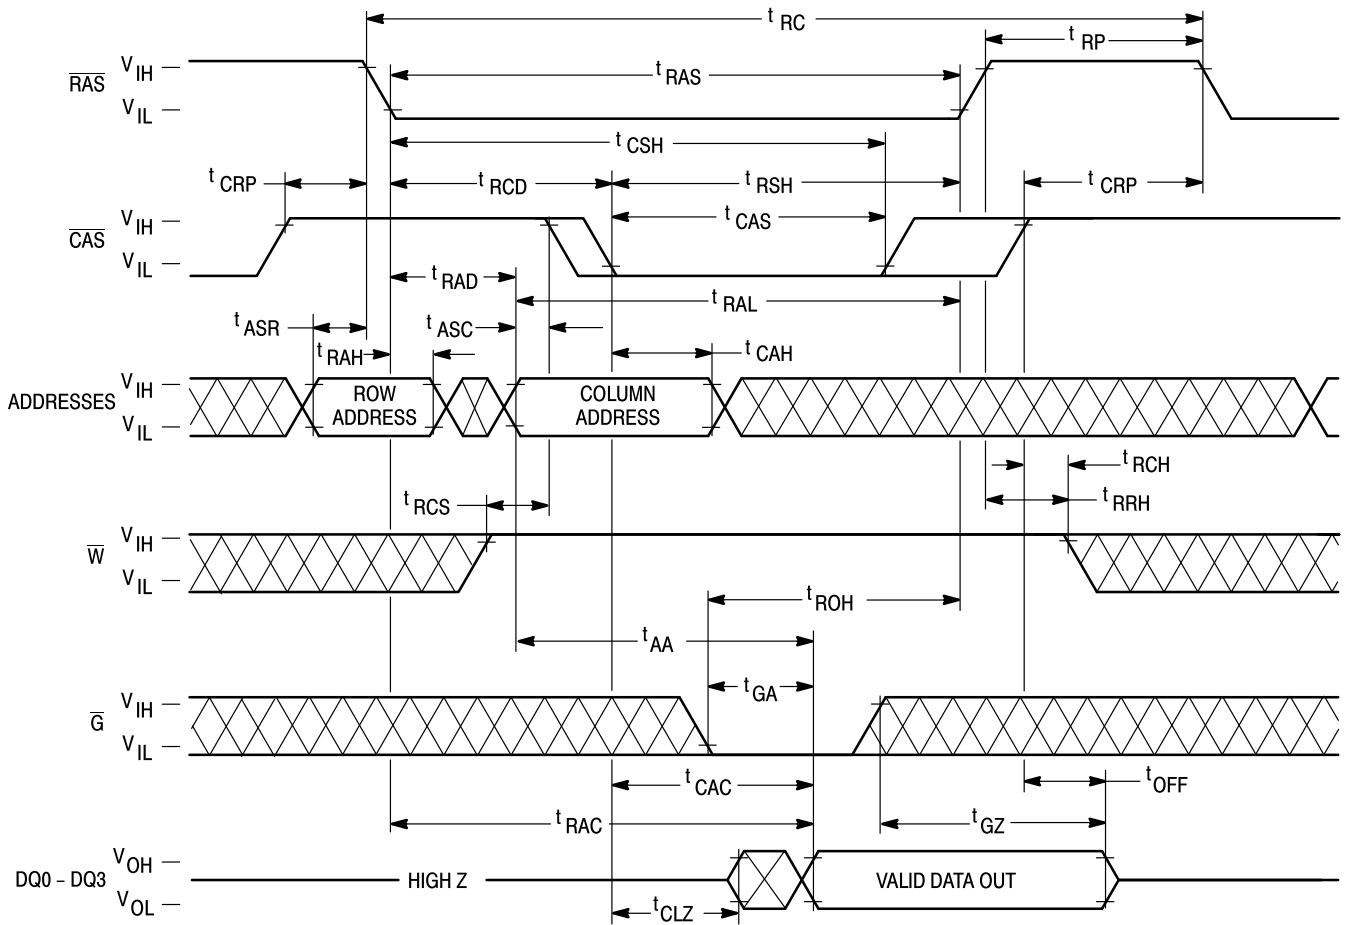 t RC
t RP
RAS
V IH
V IL
t RAS
t CSH
t CRP
t RCD
t RSH
t CRP
CAS
V IH
V IL
t CAS
t RAD
t RAL
t ASR
t ASC
t RAH
t CAH
ADDRESSES
V IH
V IL
ROW ADDRESS
COLUMN ADDRESS
t RCH
t RCS
t RRH
W
V IH
V IL
t ROH
t AA
t GA
G
V IH
V IL
t CAC
t OFF
t RAC
t GZ
DQ0 – DQ3
V OH
V OL
HIGH Z
VALID DATA OUT
t CLZ